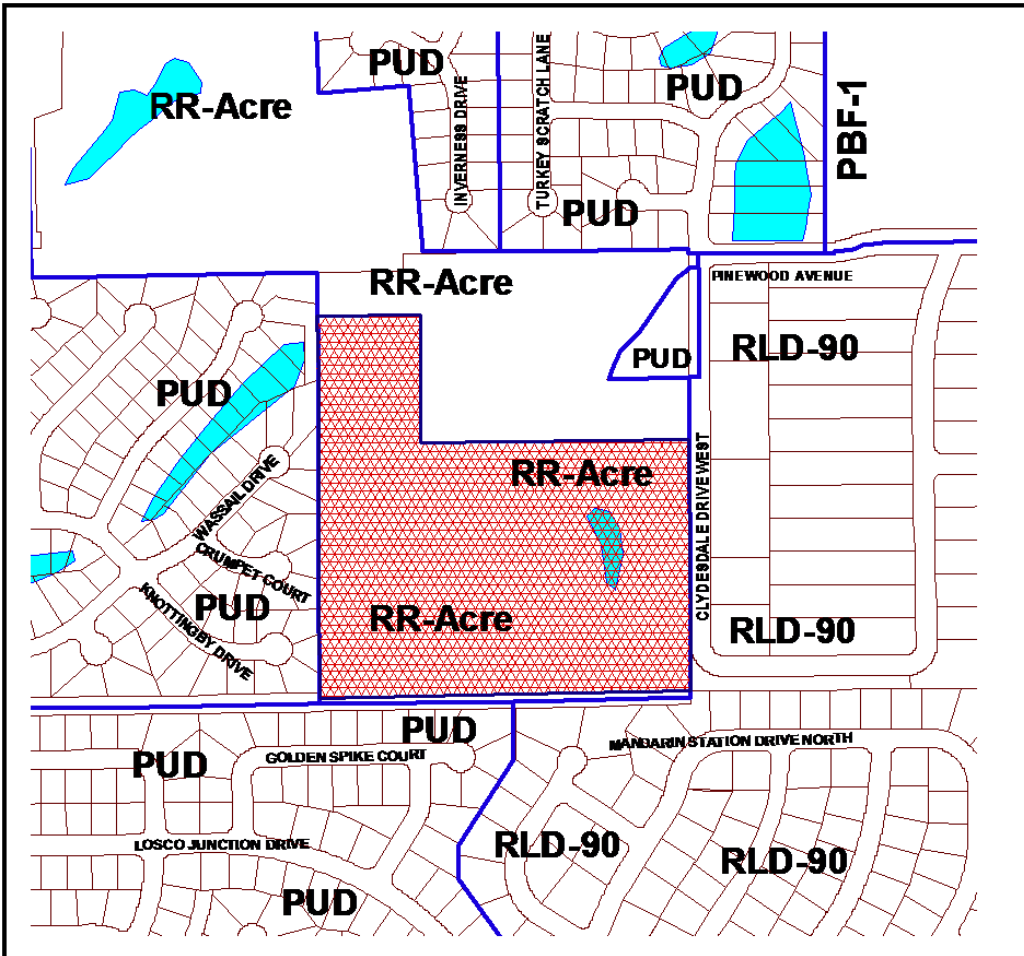 PUD
RR-Acre
PUD
PBF-1
INVERNESS DRIVE
TURKEY SCRATCH LANE
PUD
RR-Acre
PINEWOOD AVENUE
PUD
RLD-90
PUD
WASSAIL DRIVE
RR-Acre
CLYDESDALE DRIVE WEST
CRUMPET COURT
PUD
KNOTTINGBY DRIVE
RR-Acre
RLD-90
PUD
GOLDEN SPIKE COURT
MANDARIN STATION DRIVE NORTH
PUD
LOSCO JUNCTION DRIVE
RLD-90
RLD-90
PUD